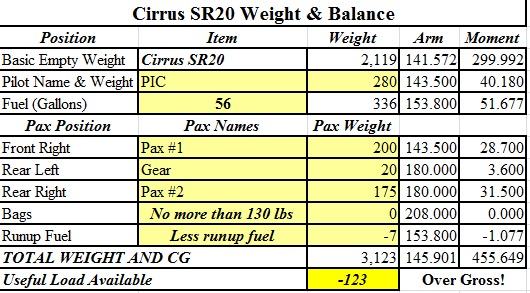 Cirrus SR20 Weight & Balance
Position Item Weight Arm Moment
Basic Empty Weight Cirrus SR20 2,119 141.572 299.992
Pilot Name & Weight PIC 280 143.500 40.180
Fuel (Gallons) 56 336 153.800 51.677
Pax Position Pax Names Pax Weight
Front Right Pax #1 200 143.500 28.700
Rear Left Gear 20 180.000 3.600
Rear Right Pax #2 175 180.000 31.500
Bags No more than 130 lbs 0 208.000 0.000
Runup Fuel Less runup fuel -7 153.800 -1.077
TOTAL WEIGHT AND CG 3,123 145.901 455.649
Useful Load Available -123 Over Gross!